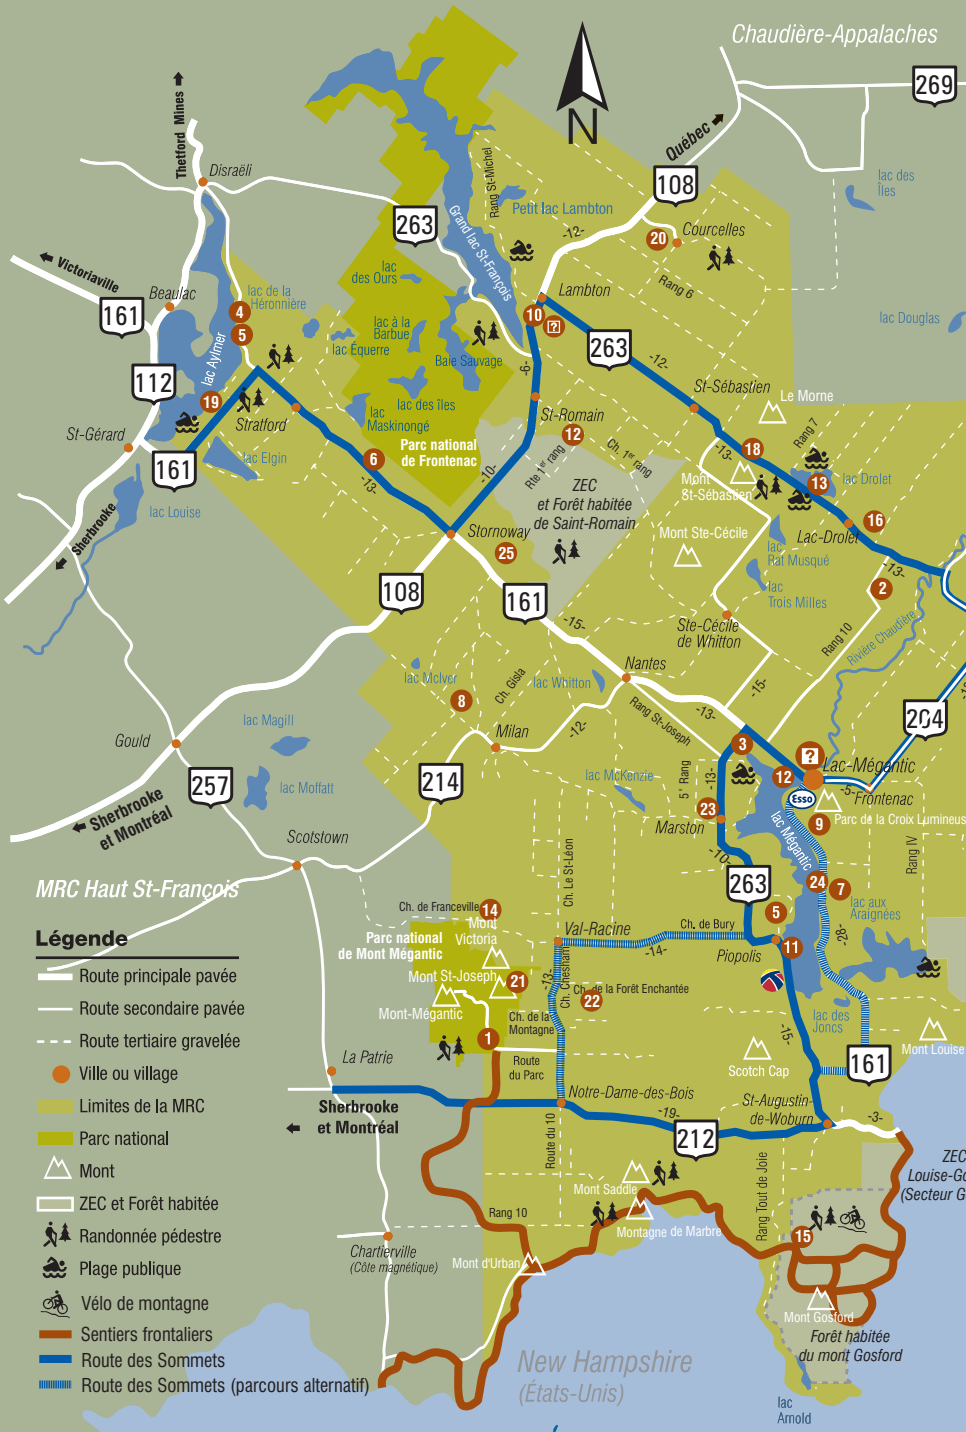 Chaudière-Appalaches
269
Thetford Mines
Disraëli
Québec
N
108
lac des
Îles
Rang St-Michel
263
Grand lac St-François
Petit lac Lambton
-12-
20
Courcelles
Victoriaville
Beaulac
lac
des Ours
Lambton
Rang 6
lac de la
Héronnière
161
4
5
lac à la
Barbue
10
?
263
lac Douglas
lac Équerre
Baie Sauvage
-6-
-12-
112
lac Aylmer
St-Sébastien
Le Morne
19
lac des îles
lac
Maskinongé
St-Romain
Stratford
St-Gérard
12
Rang 7
161
lac Elgin
6
Parc national
de Frontenac
Rte 1er rang
Ch. 1er rang
-13-
18
-13-
-10-
ZEC
et Forêt habitée
de Saint-Romain
Mont
St-Sébastien
13
lac Drolet
lac Louise
Sherbrooke
Stornoway
25
Mont Ste-Cécile
Lac-Drolet
16
lac
Rat Musqué
-13-
108
161
lac
Trois Milles
2
-15-
Ste-Cécile
de Whitton
Rang 10
Rivière Chaudière
lac McIver
Ch. Gisla
lac Whitton
Nantes
8
-15-
Rang St-Joseph
-13-
204
lac Magill
Milan
-12-
Gould
3
?
Lac-Mégantic
257
214
lac Moffatt
lac McKenzie
5e Rang
-13-
12
-5-
Frontenac
Esso
Sherbrooke
et Montréal
Scotstown
23
Marston
9
Parc de la Croix Lumineus
lac Mégantic
-10-
Rang IV
Ch. Le St-Léon
MRC Haut St-François
263
24
7
Ch. de Franceville
14
5
lac aux
Araignées
Légende
Parc national
de Mont Mégantic
Mont
Victoria
Val-Racine
Ch. de Bury
-14-
Piopolis
11
-28-
Route principale pavée
Mont St-Joseph
21
-13-
Ch. Chesham
Ch. de la Forêt Enchantée
22
Route secondaire pavée
Mont-Mégantic
Ch. de la
Montagne
lac des
Joncs
Route tertiaire gravelée
1
-15-
Mont Louise
La Patrie
Route
du Parc
Scotch Cap
161
Ville ou village
Limites de la MRC
Sherbrooke
et Montréal
Notre-Dame-des-Bois
St-Augustin-
de-Woburn
-19-
-3-
Parc national
212
Route du 10
ZEC
Louise-Go
(Secteur G
Mont
Mont Saddle
Rang Tout de Joie
ZEC et Forêt habitée
Rang 10
Montagne de Marbre
15
Randonnée pédestre
Chartierville
(Côte magnétique)
Mont d'Urban
Plage publique
Vélo de montagne
Mont Gosford
Sentiers frontaliers
Forêt habitée
du mont Gosford
Route des Sommets
New Hampshire
(États-Unis)
Route des Sommets (parcours alternatif)
lac
Arnold